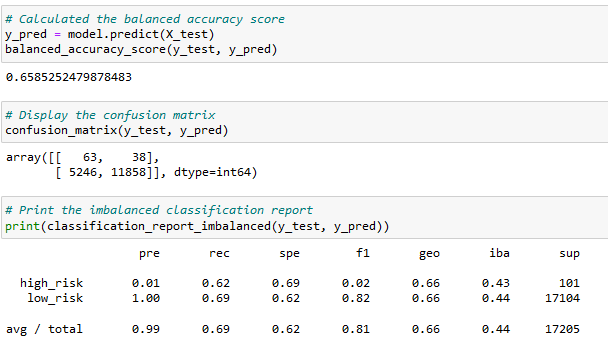 # Calculated the balanced accuracy score
y_pred = model.predict(X_test)
balanced_accuracy_score(y_test, y_pred)
0.6585252479878483
# Display the confusion matrix
confusion_matrix(y_test, y_pred)
array([[   63,    38],
       [ 5246, 11858]], dtype=int64)
# Print the imbalanced classification report
print(classification_report_imbalanced(y_test, y_pred))
                   pre       rec       spe        f1       geo       iba       sup
  high_risk       0.01      0.62      0.69      0.02      0.66      0.43       101
   low_risk       1.00      0.69      0.62      0.82      0.66      0.44     17104
avg / total       0.99      0.69      0.62      0.81      0.66      0.44     17205